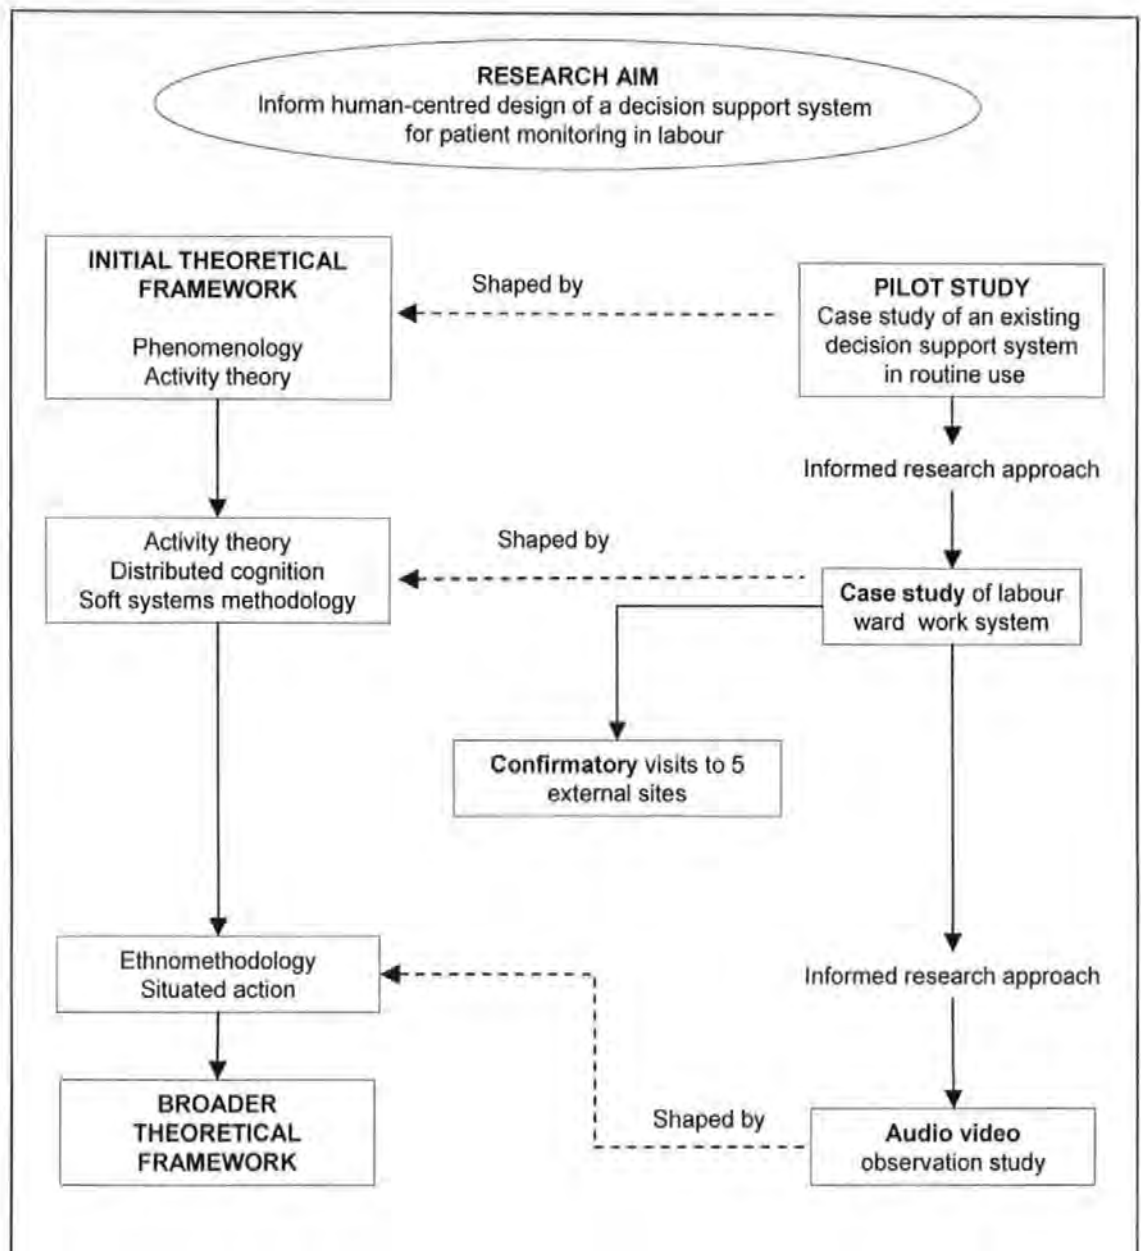 RESEARCH AIM
Inform human-centred design of a decision support system
for patient monitoring in labour
INITIAL THEORETICAL
FRAMEWORK
Phenomenology
Activity theory
Shaped by
PILOT STUDY
Case study of an existing
decision support system
in routine use
Informed research approach
Activity theory
Distributed cognition
Soft systems methodology
Shaped by
Case study of labour
ward work system
Confirmatory visits to 5
external sites
Ethnomethodology
Situated action
Informed research approach
BROADER
THEORETICAL
FRAMEWORK
Shaped by
Audio video
observation study